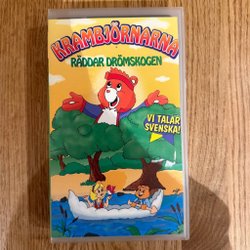 KRAMBJÖRNARNA
RÄDDAR DRÖMSKOGEN
VI TALAR
SVENSKA!